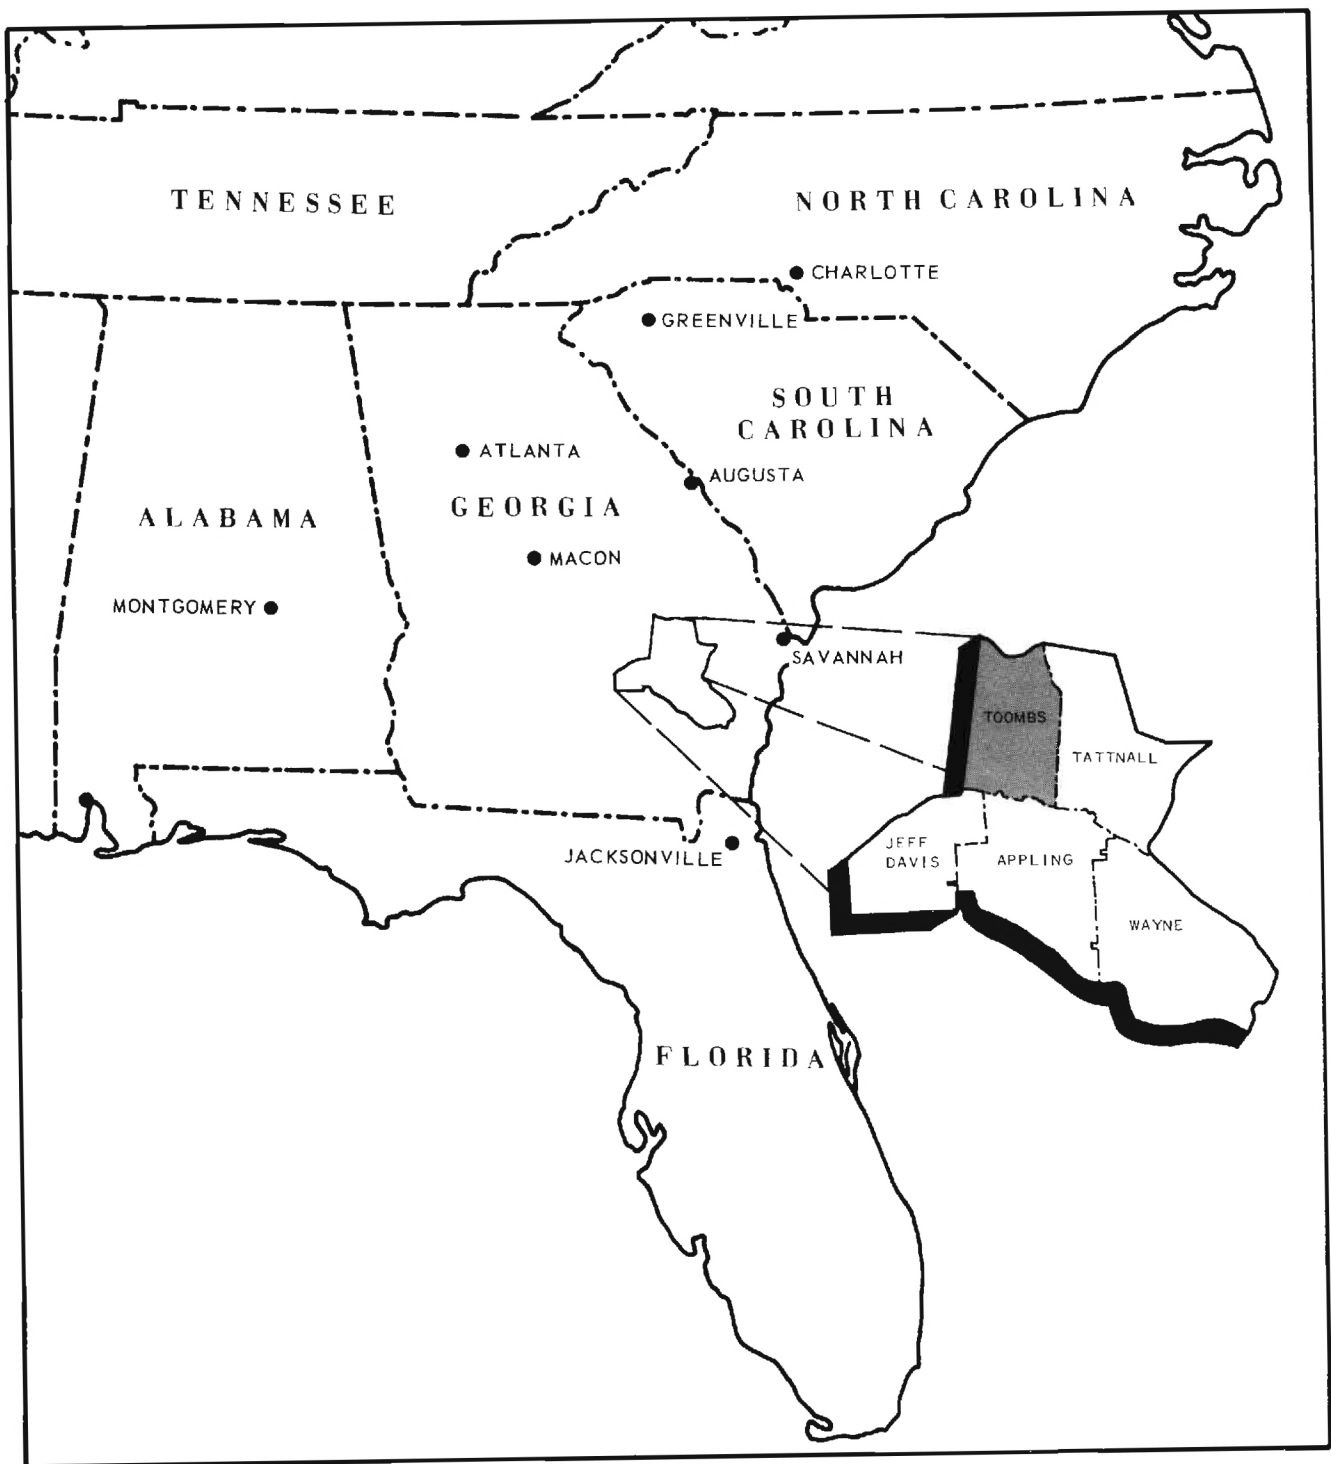 TENNESSEE
NORTH CAROLINA
CHARLOTTE
GREENVILLE
SOUTH
CAROLINA
ATLANTA
AUGUSTA
GEORGIA
ALABAMA
MACON
MONTGOMERY
SAVANNAH
TOOMBS
TATTNALL
JEFF
DAVIS
APPLING
JACKSONVILLE
WAYNE
FLORIDA